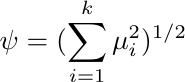 ψ = (∑_{i=1}^{k} μ_i^2)^{1/2}